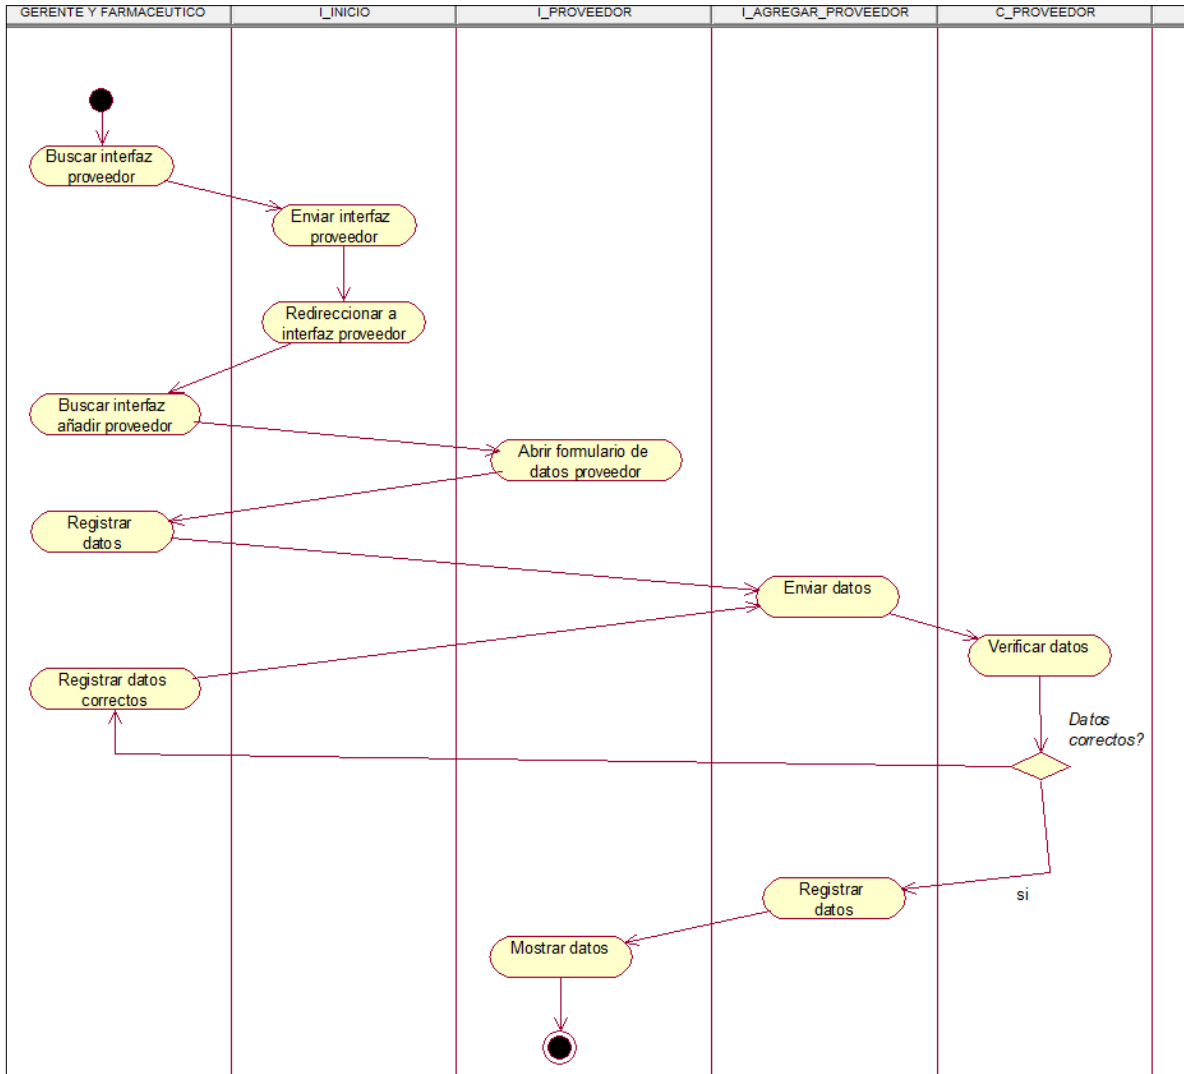 GERENTE Y FARMACEUTICO
I_INICIO
I_PROVEEDOR
I_AGREGAR_PROVEEDOR
C_PROVEEDOR
Buscar interfaz
proveedor
Enviar interfaz
proveedor
Redireccionar a
interfaz proveedor
Buscar interfaz
añadir proveedor
Abrir formulario de
datos proveedor
Registrar
datos
Enviar datos
Verificar datos
Registrar datos
correctos
Datos
correctos?
si
Registrar
datos
Mostrar datos